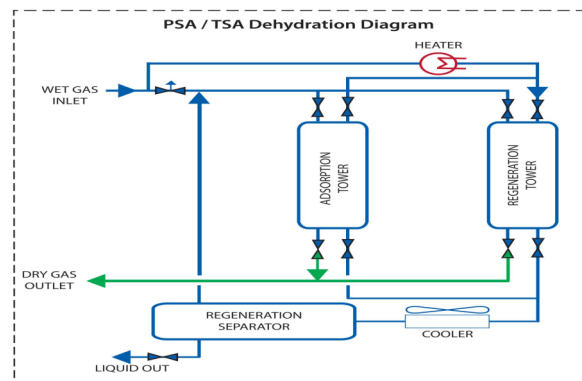 PSA / TSA Dehydration Diagram
HEATER
WET GAS
INLET
ADSORPTION
TOWER
REGENERATION
TOWER
DRY GAS
OUTLET
REGENERATION
SEPARATOR
COOLER
LIQUID OUT